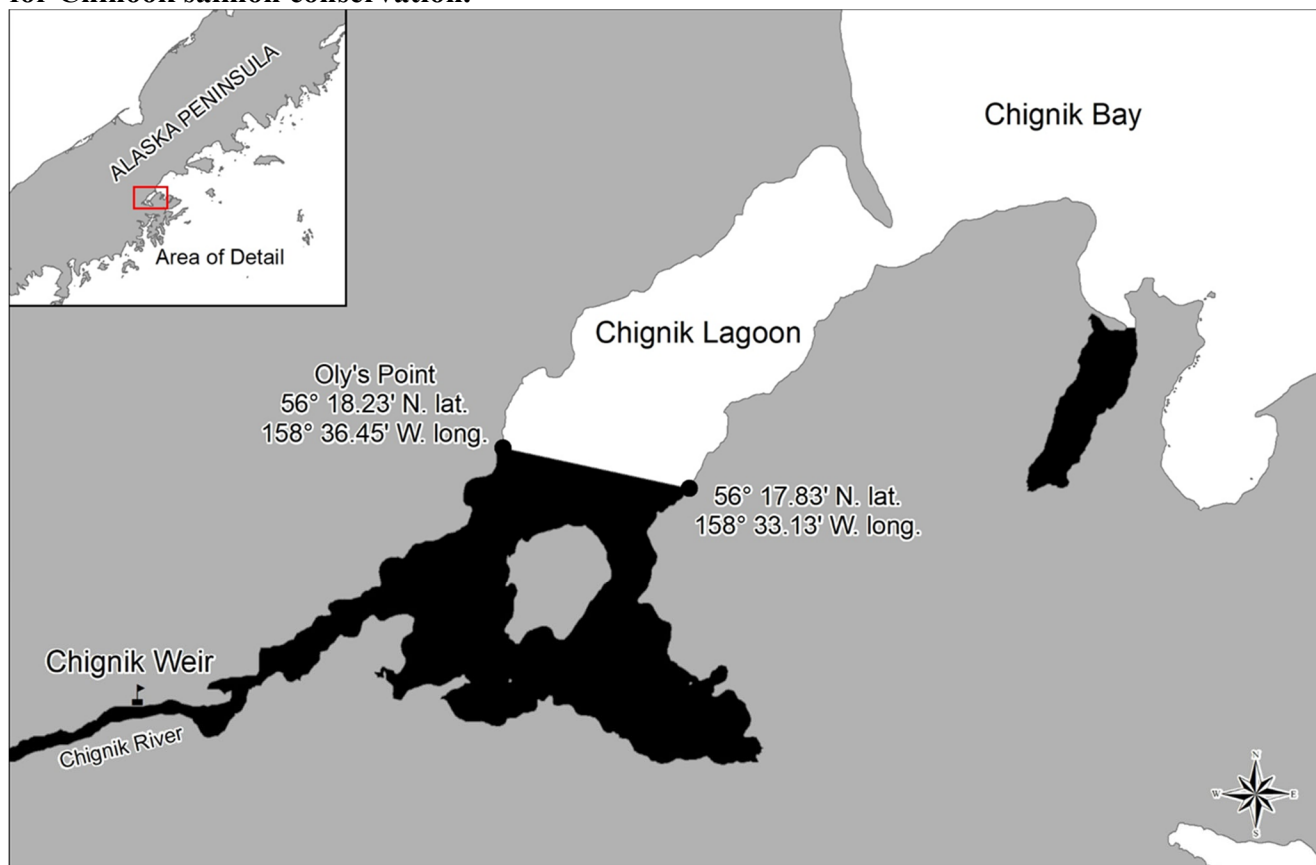 for Chinook salmon conservation.
ALASKA PENINSULA
Area of Detail
Chignik Bay
Chignik Lagoon
Oly's Point
56° 18.23' N. lat.
158° 36.45' W. long.
56° 17.83' N. lat.
158° 33.13' W. long.
Chignik Weir
Chignik River
N
W
E
S